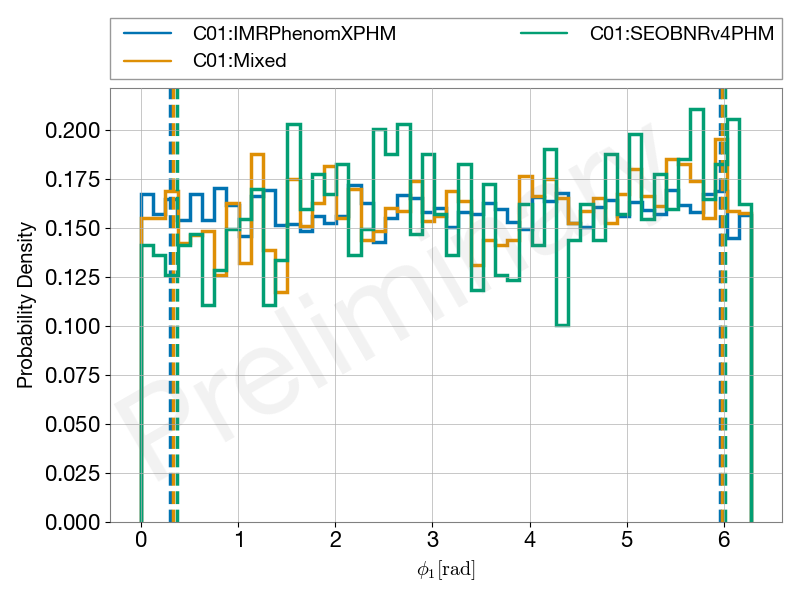 C01:IMRPhenomXPHM
C01:Mixed
C01:SEOBNRv4PHM
Preliminary
Probability Density
0.200
0.175
0.150
0.125
0.100
0.075
0.050
0.025
0.000
0 1 2 3 4 5 6
ϕ₁[rad]